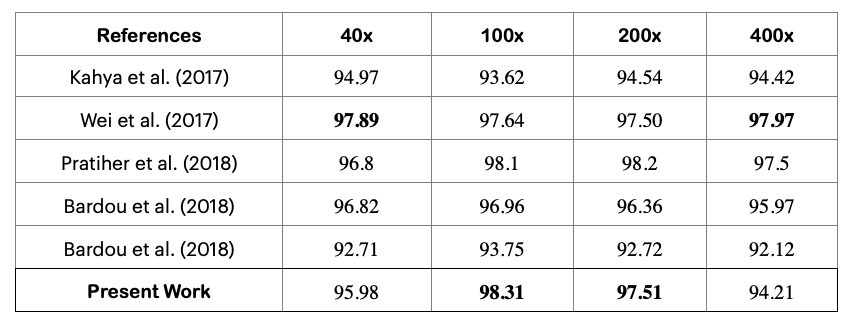 References 40x 100x 200x 400x
Kahya et al. (2017) 94.97 93.62 94.54 94.42
Wei et al. (2017) 97.89 97.64 97.50 97.97
Pratiher et al. (2018) 96.8 98.1 98.2 97.5
Bardou et al. (2018) 96.82 96.96 96.36 95.97
Bardou et al. (2018) 92.71 93.75 92.72 92.12
Present Work 95.98 98.31 97.51 94.21